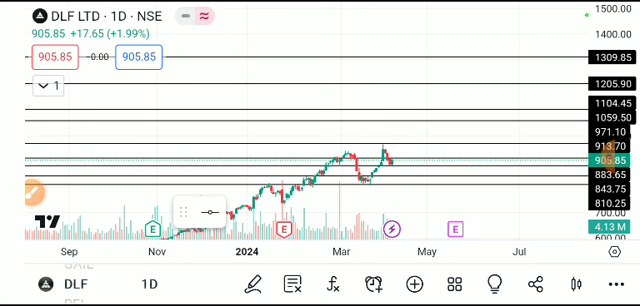 DLF LTD · 1D · NSE
905.85 +17.65 (+1.99%)
905.85 -0.00 905.85
1
1500.00
1400.00
1309.85
1205.90
1104.45
1059.50
971.10
913.70
905.85
883.65
843.75
810.25
700.00
4.13 M
600.00
E E E
Sep Nov 2024 Mar May Jul
DLF 1D